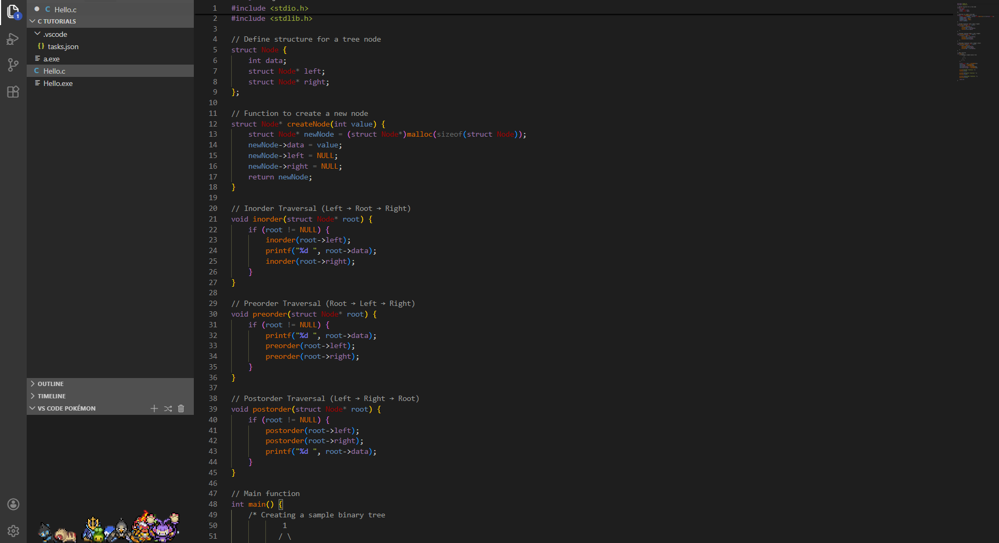 1
Hello.c
C TUTORIALS
.vscode
tasks.json
a.exe
Hello.c
Hello.exe
OUTLINE
TIMELINE
VS CODE POKÉMON
1 #include <stdio.h>
2 #include <stdlib.h>
3
4 // Define structure for a tree node
5 struct Node {
6     int data;
7     struct Node* left;
8     struct Node* right;
9 };
10
11 // Function to create a new node
12 struct Node* createNode(int value) {
13     struct Node* newNode = (struct Node*)malloc(sizeof(struct Node));
14     newNode->data = value;
15     newNode->left = NULL;
16     newNode->right = NULL;
17     return newNode;
18 }
19
20 // Inorder Traversal (Left → Root → Right)
21 void inorder(struct Node* root) {
22     if (root != NULL) {
23         inorder(root->left);
24         printf("%d ", root->data);
25         inorder(root->right);
26     }
27 }
28
29 // Preorder Traversal (Root → Left → Right)
30 void preorder(struct Node* root) {
31     if (root != NULL) {
32         printf("%d ", root->data);
33         preorder(root->left);
34         preorder(root->right);
35     }
36 }
37
38 // Postorder Traversal (Left → Right → Root)
39 void postorder(struct Node* root) {
40     if (root != NULL) {
41         postorder(root->left);
42         postorder(root->right);
43         printf("%d ", root->data);
44     }
45 }
46
47 // Main function
48 int main() {
49     /* Creating a sample binary tree
50             1
51            / \